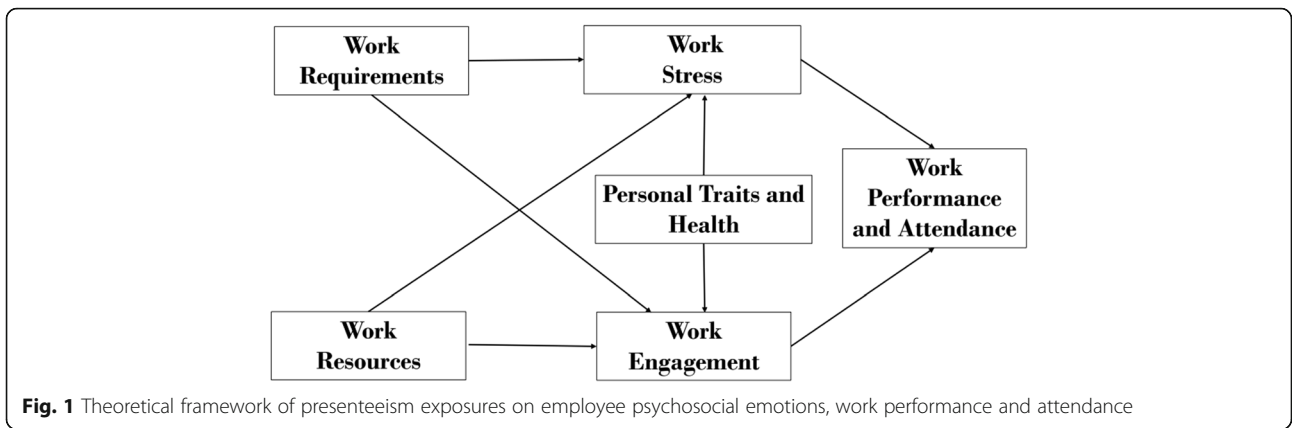 Work
Requirements
Work
Stress
Personal Traits and
Health
Work
Performance
and Attendance
Work
Resources
Work
Engagement
Fig. 1 Theoretical framework of presenteeism exposures on employee psychosocial emotions, work performance and attendance